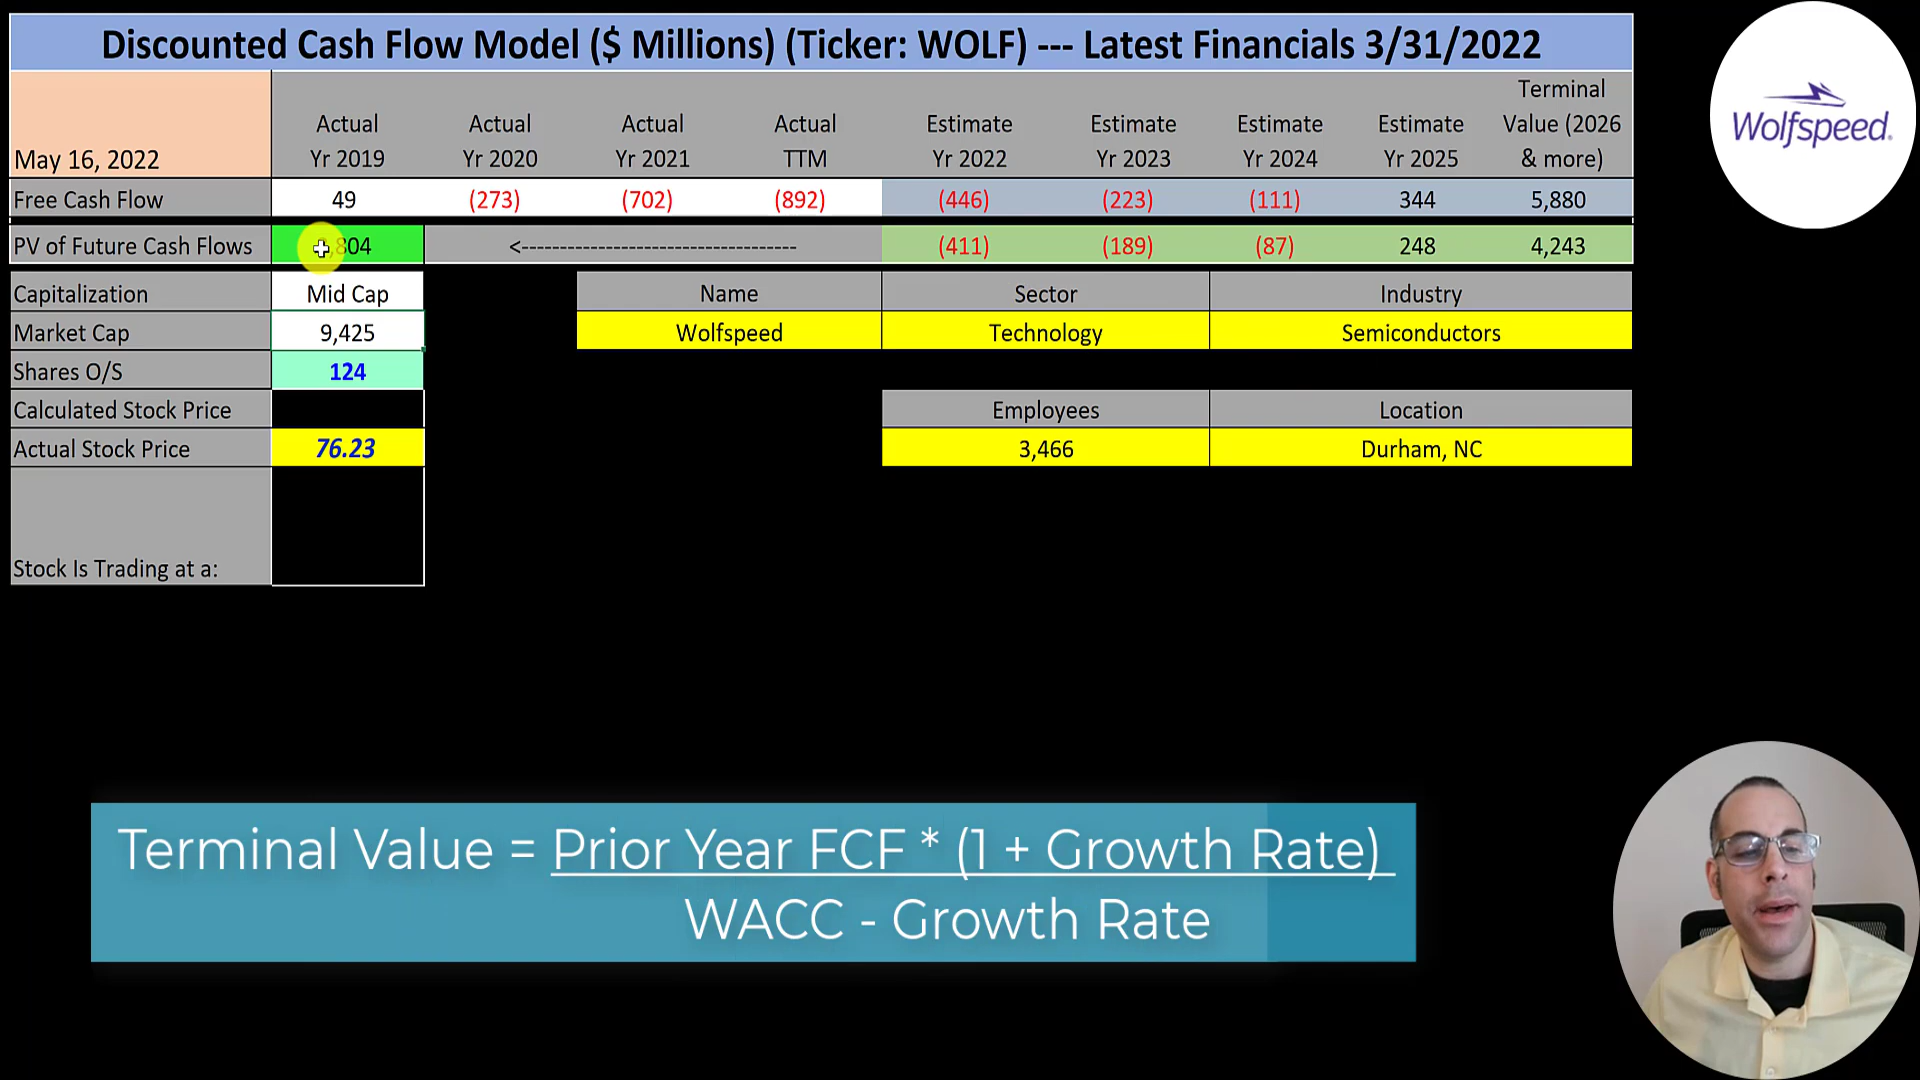 Discounted Cash Flow Model ($ Millions) (Ticker: WOLF) --- Latest Financials 3/31/2022
Wolfspeed.
May 16, 2022 Actual Yr 2019 Actual Yr 2020 Actual Yr 2021 Actual TTM Estimate Yr 2022 Estimate Yr 2023 Estimate Yr 2024 Estimate Yr 2025 Terminal Value (2026 & more)
Free Cash Flow 49 (273) (702) (892) (446) (223) (111) 344 5,880
PV of Future Cash Flows 804 <----------------------------------- (411) (189) (87) 248 4,243
Capitalization Mid Cap Name Sector Industry
Market Cap 9,425 Wolfspeed Technology Semiconductors
Shares O/S 124
Calculated Stock Price Employees Location
Actual Stock Price 76.23 3,466 Durham, NC
Stock Is Trading at a:
Terminal Value = Prior Year FCF * (1 + Growth Rate)
WACC - Growth Rate